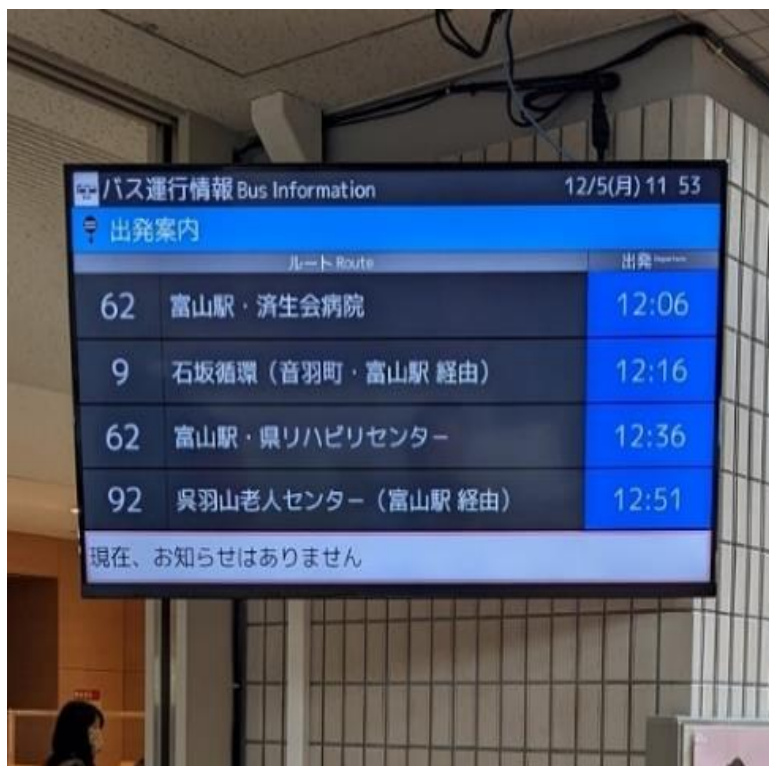 バス運行情報 Bus Information 12/5(月) 11 53
出発案内
ルート Route 出発 Departure
62 富山駅・済生会病院 12:06
9 石坂循環（音羽町・富山駅 経由） 12:16
62 富山駅・県リハビリセンター 12:36
92 呉羽山老人センター（富山駅 経由） 12:51
現在、お知らせはありません